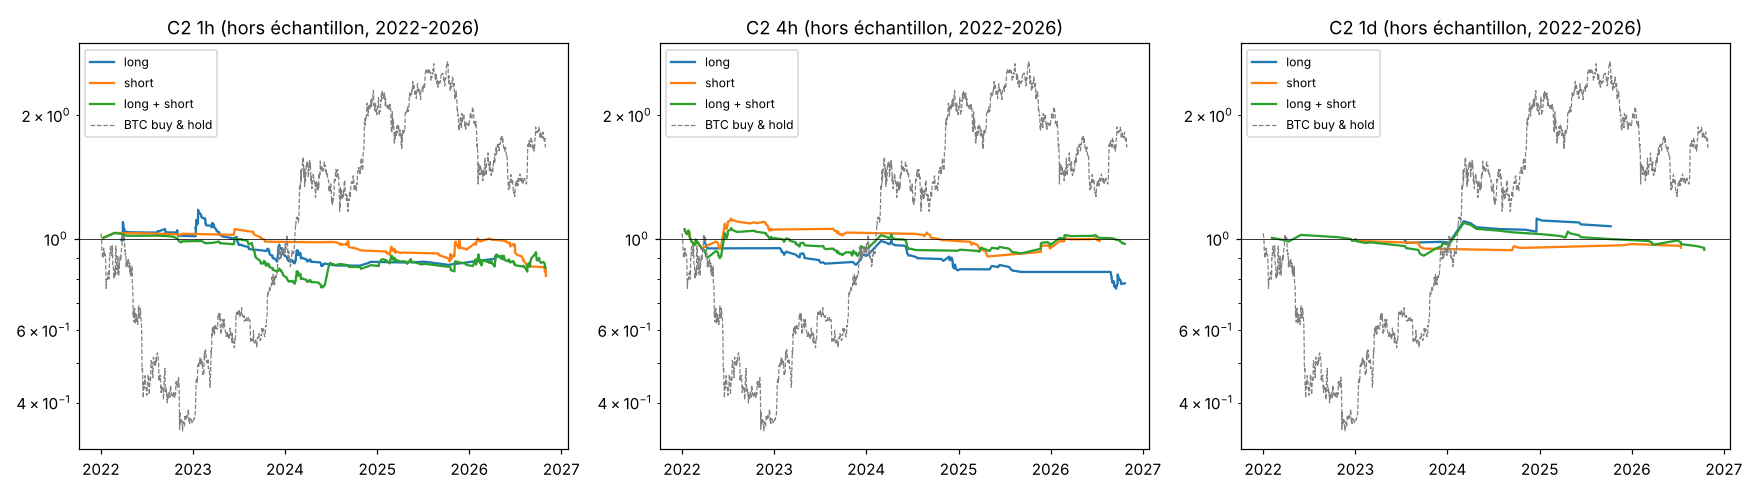 C2 1h (hors échantillon, 2022-2026)
long
short
long + short
BTC buy & hold
2 × 10⁰
10⁰
6 × 10⁻¹
4 × 10⁻¹
2022 2023 2024 2025 2026 2027
C2 4h (hors échantillon, 2022-2026)
long
short
long + short
BTC buy & hold
2 × 10⁰
10⁰
6 × 10⁻¹
4 × 10⁻¹
2022 2023 2024 2025 2026 2027
C2 1d (hors échantillon, 2022-2026)
long
short
long + short
BTC buy & hold
2 × 10⁰
10⁰
6 × 10⁻¹
4 × 10⁻¹
2022 2023 2024 2025 2026 2027